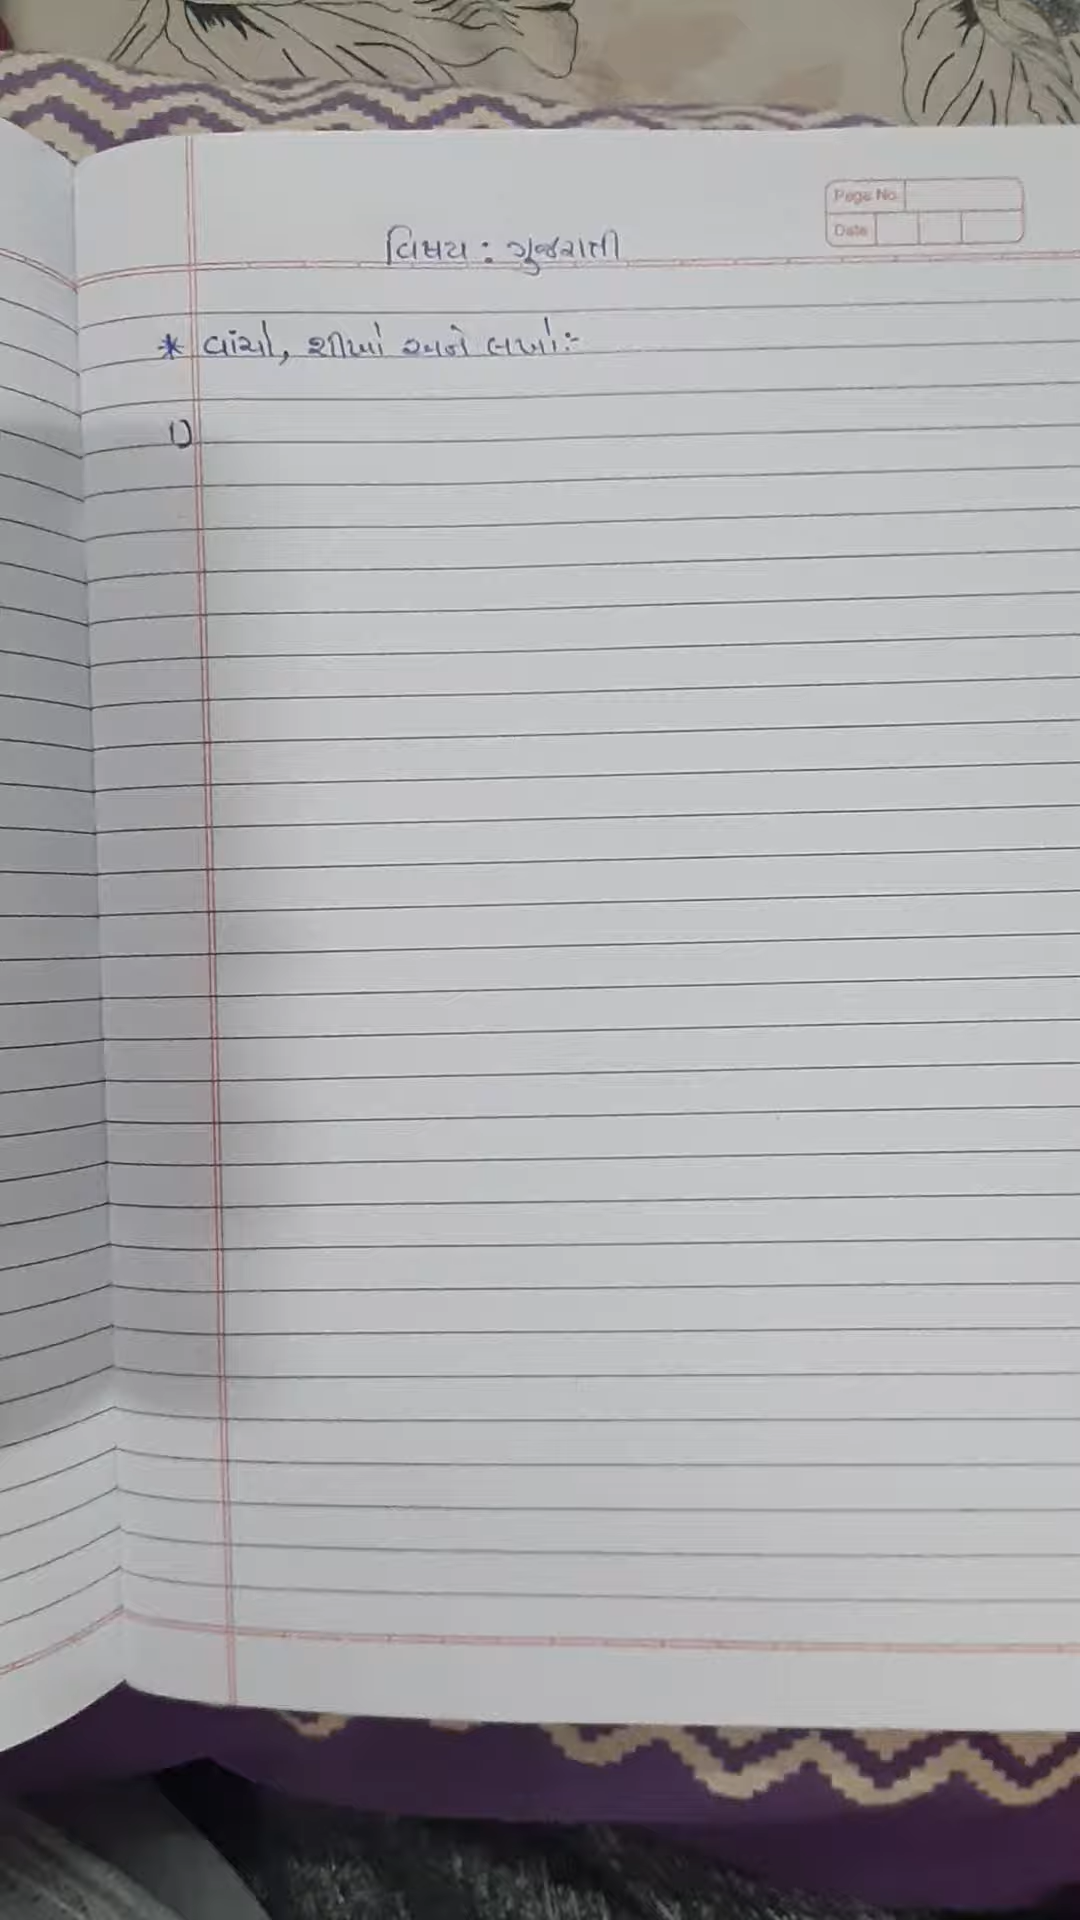 Page No.
Date
વિષય : ગુજરાતી
* વાંચો, શીખો અને લખો:-
1)